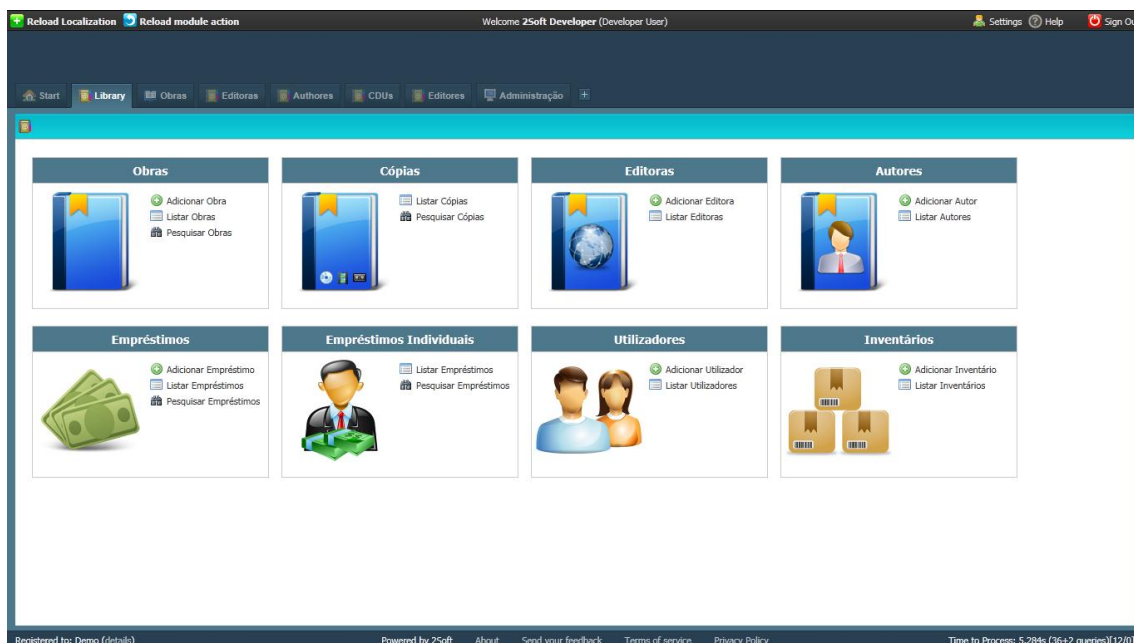 Reload Localization Reload module action Welcome 2Soft Developer (Developer User) Settings Help Sign Ou
Start Library Obras Editoras Authores CDUs Editores Administração
Obras
Adicionar Obra
Listar Obras
Pesquisar Obras
Cópias
Listar Cópias
Pesquisar Cópias
Editoras
Adicionar Editora
Listar Editoras
Autores
Adicionar Autor
Listar Autores
Empréstimos
Adicionar Empréstimo
Listar Empréstimos
Pesquisar Empréstimos
Empréstimos Individuais
Listar Empréstimos
Pesquisar Empréstimos
Utilizadores
Adicionar Utilizador
Listar Utilizadores
Inventários
Adicionar Inventário
Listar Inventários
Registered to: Demo (details) Powered by 2Soft About Send your feedback Terms of service Privacy Policy Time to Process: 5,284s (36+2 queries)[12/0]